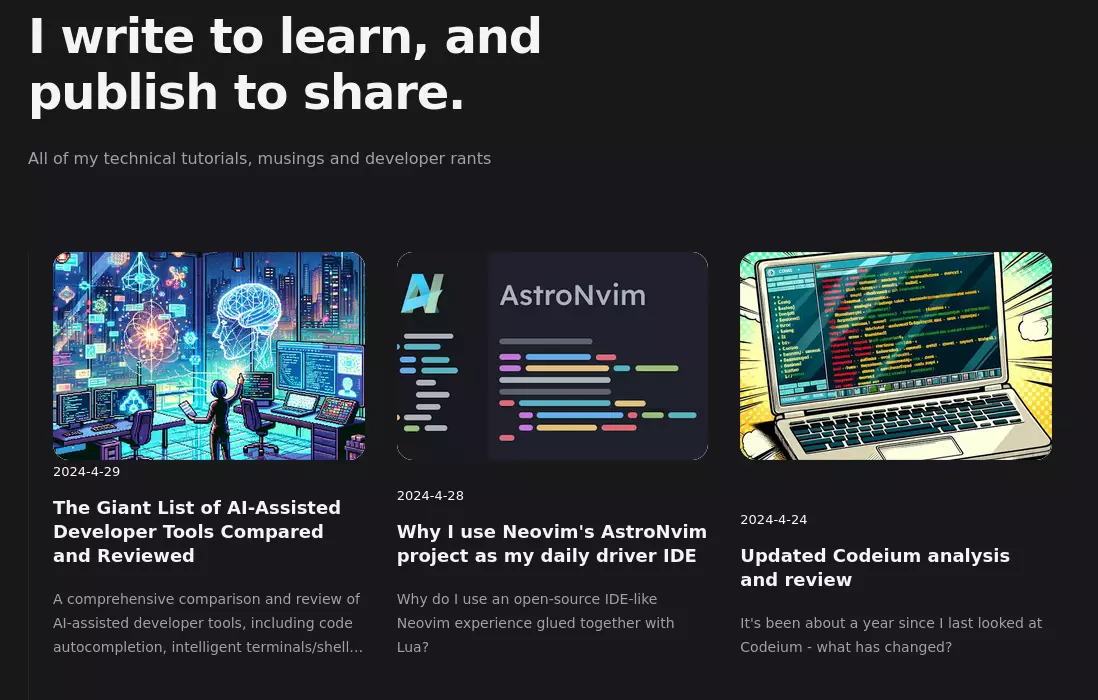 I write to learn, and
publish to share.
All of my technical tutorials, musings and developer rants
AstroNvim
2024-4-29
The Giant List of AI-Assisted
Developer Tools Compared
and Reviewed
A comprehensive comparison and review of
AI-assisted developer tools, including code
autocompletion, intelligent terminals/shell...
2024-4-28
Why I use Neovim's AstroNvim
project as my daily driver IDE
Why do I use an open-source IDE-like
Neovim experience glued together with
Lua?
2024-4-24
Updated Codeium analysis
and review
It's been about a year since I last looked at
Codeium - what has changed?